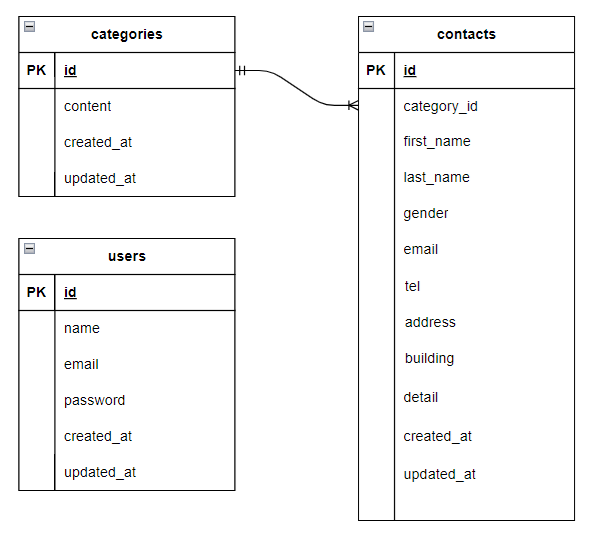 categories
PK id
content
created_at
updated_at
users
PK id
name
email
password
created_at
updated_at
contacts
PK id
category_id
first_name
last_name
gender
email
tel
address
building
detail
created_at
updated_at